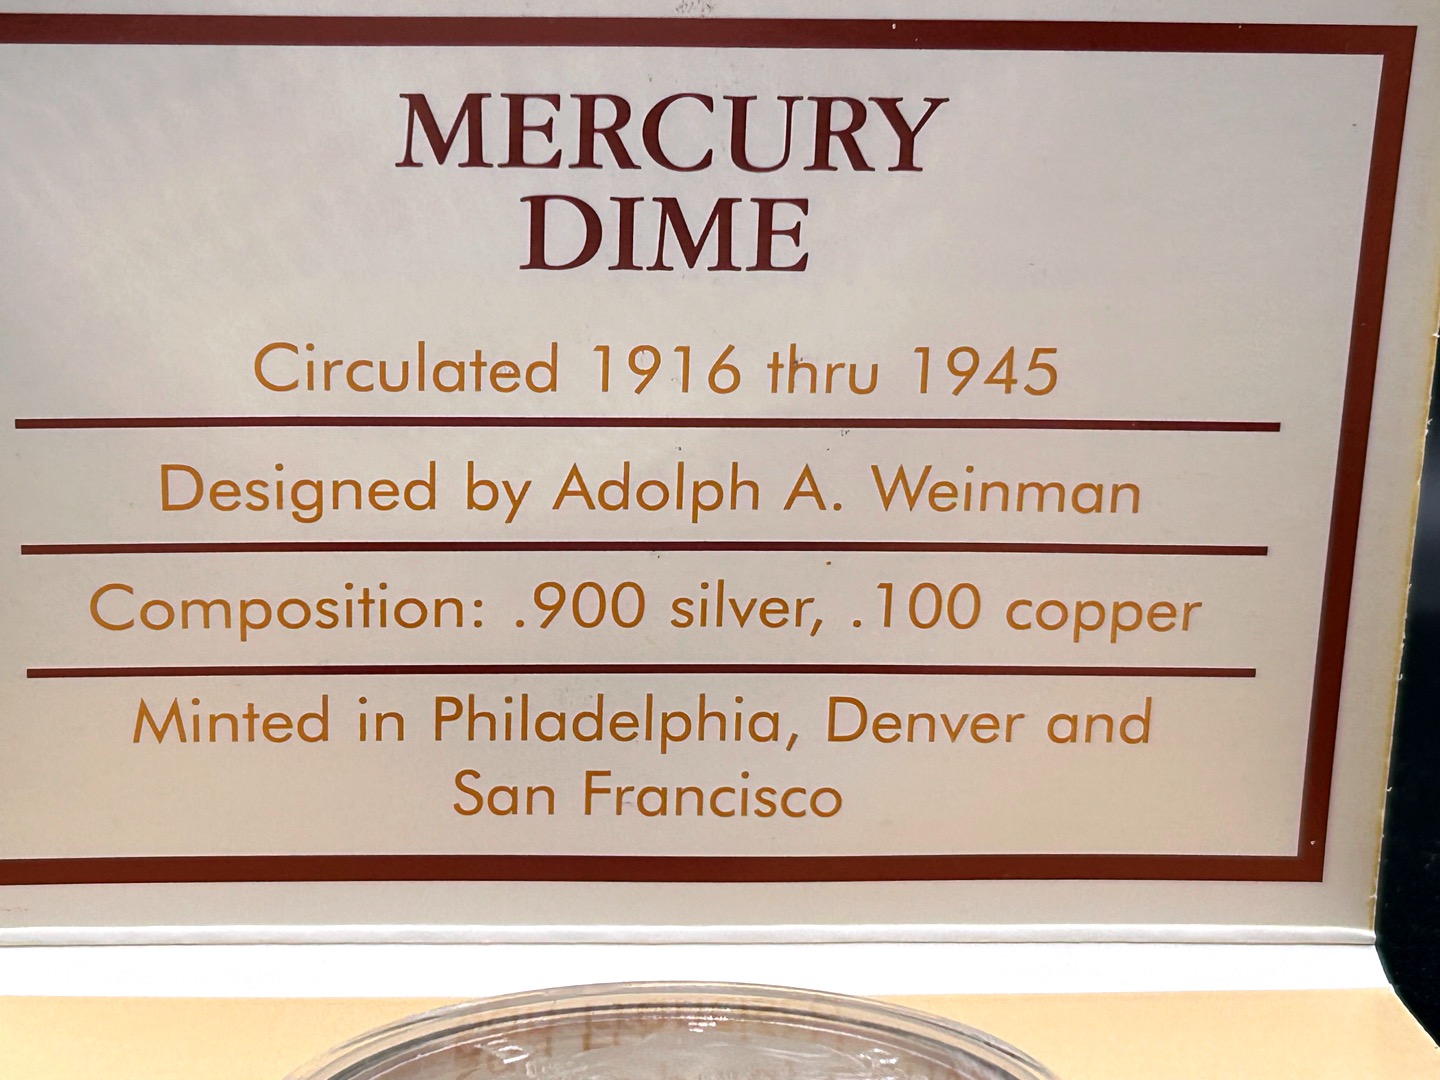 MERCURY
DIME
Circulated 1916 thru 1945
Designed by Adolph A. Weinman
Composition: .900 silver, .100 copper
Minted in Philadelphia, Denver and
San Francisco